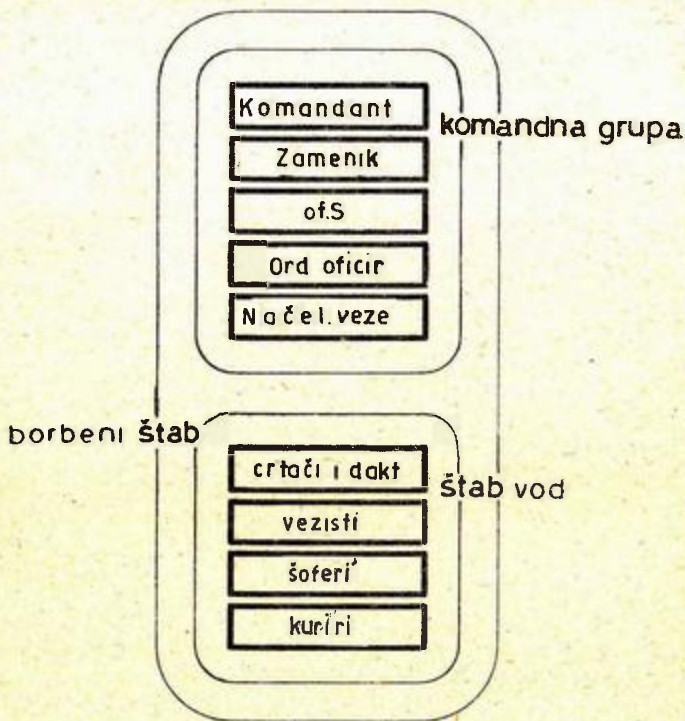 Komandant
komandna grupa
Zamenik
of.S
Ord oficir
Načel.veze
borbeni štab
crtači i dakt
štab vod
vezisti
šoferi
kuriri